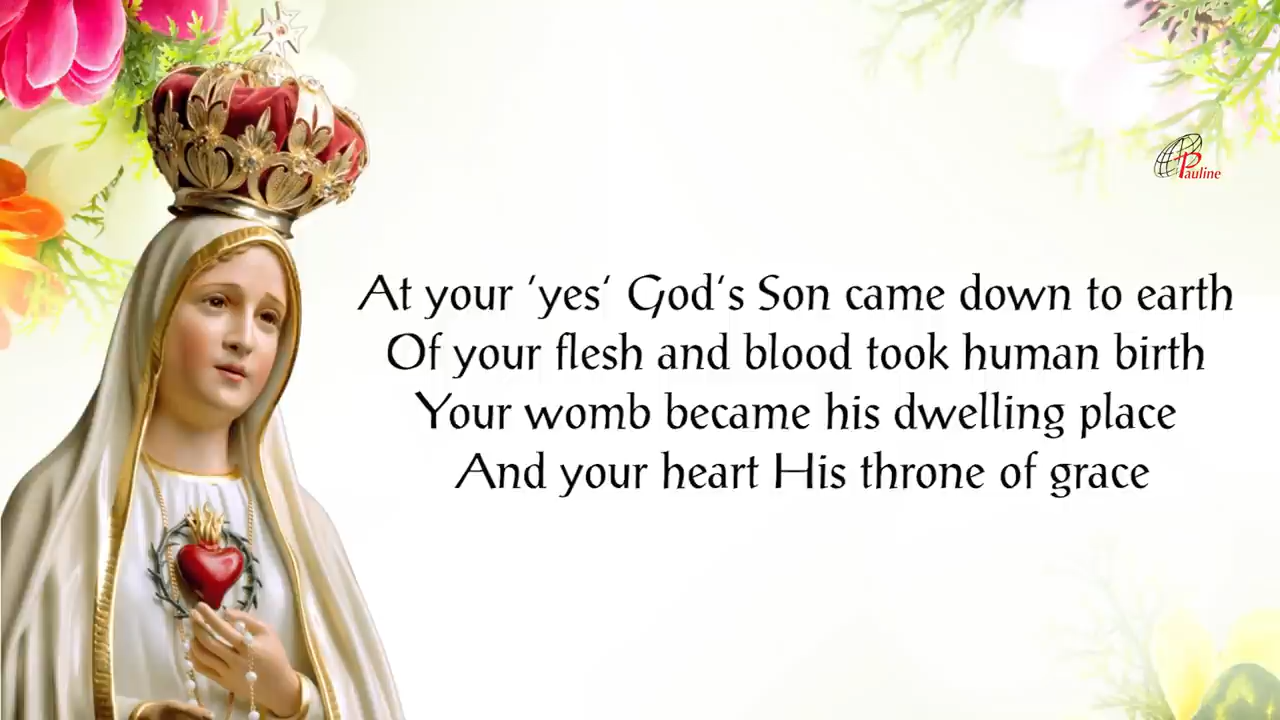 Pauline
At your ‘yes‘ God‘s Son came down to earth
Of your flesh and blood took human birth
Your womb became his dwelling place
And your heart His throne of grace